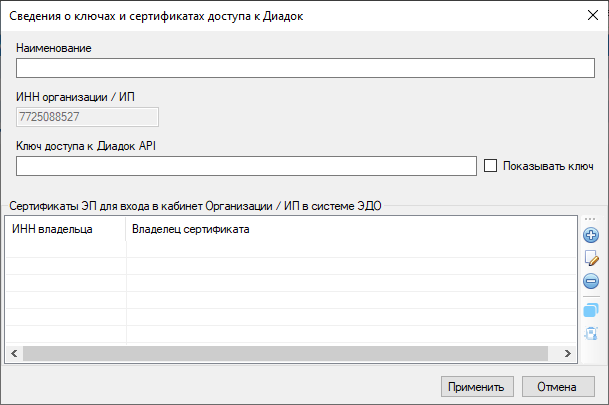 Сведения о ключах и сертификатах доступа к Диадок
Наименование
ИНН организации / ИП
7725088527
Ключ доступа к Диадок API
Показывать ключ
Сертификаты ЭП для входа в кабинет Организации / ИП в системе ЭДО
ИНН владельца Владелец сертификата
Применить Отмена